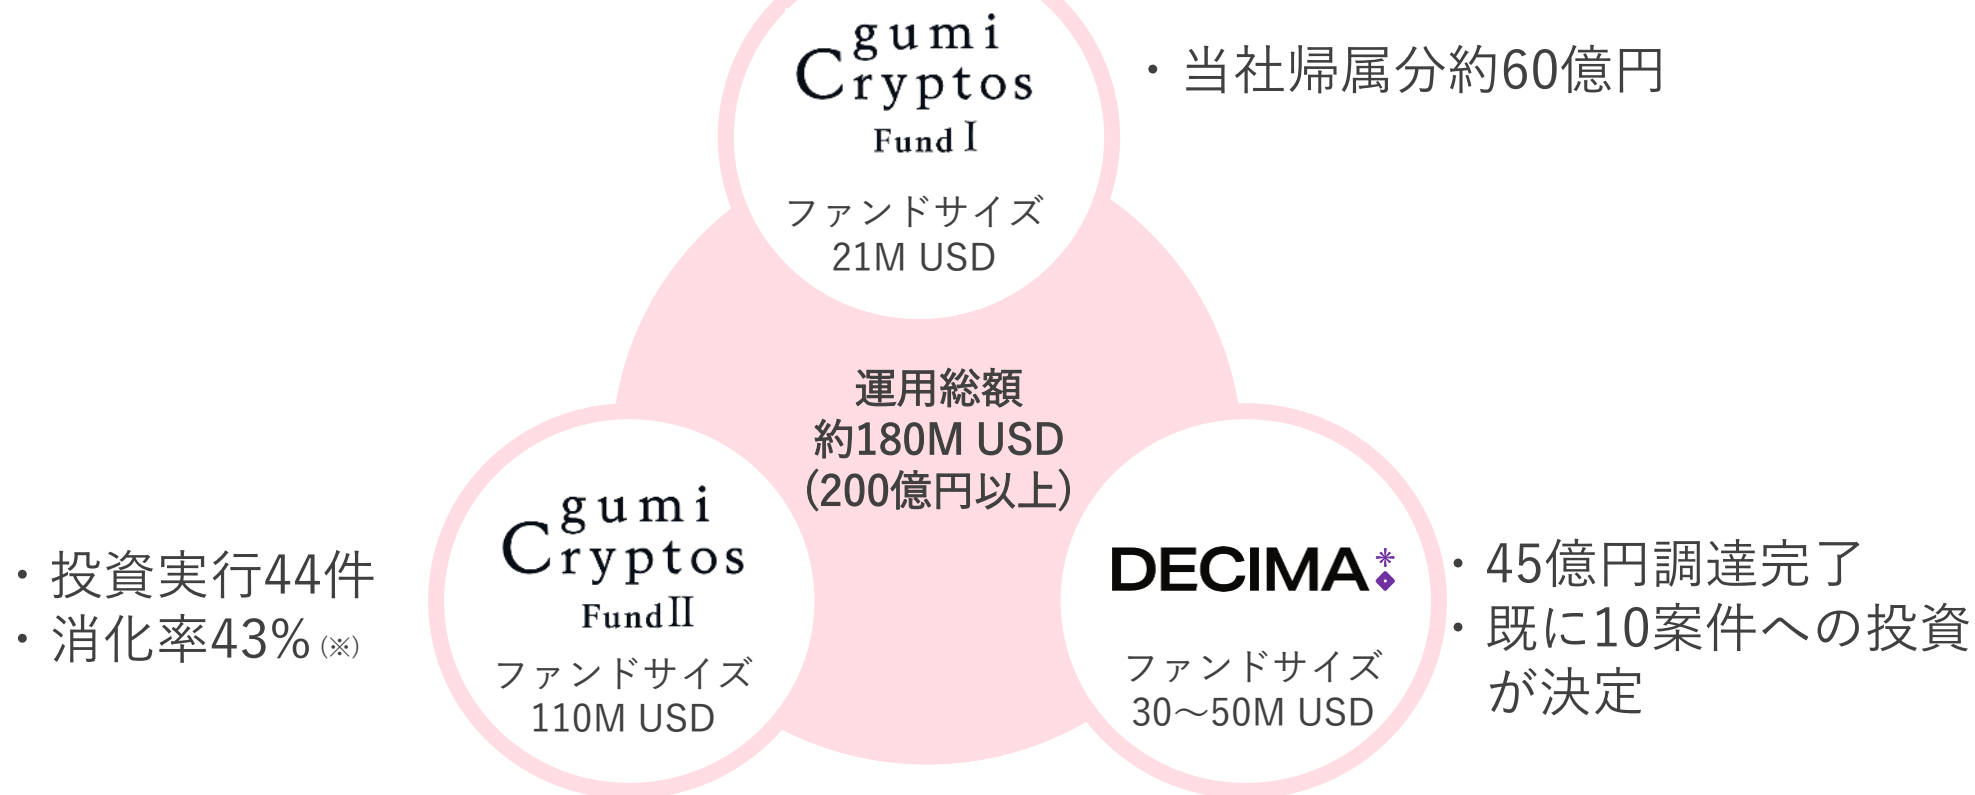 gumi
Cryptos
Fund I
ファンドサイズ
21M USD
・当社帰属分約60億円
運用総額
約180M USD
(200億円以上)
・投資実行44件
・消化率43% (※)
gumi
Cryptos
Fund II
ファンドサイズ
110M USD
DECIMA
ファンドサイズ
30～50M USD
・45億円調達完了
・既に10案件への投資
が決定